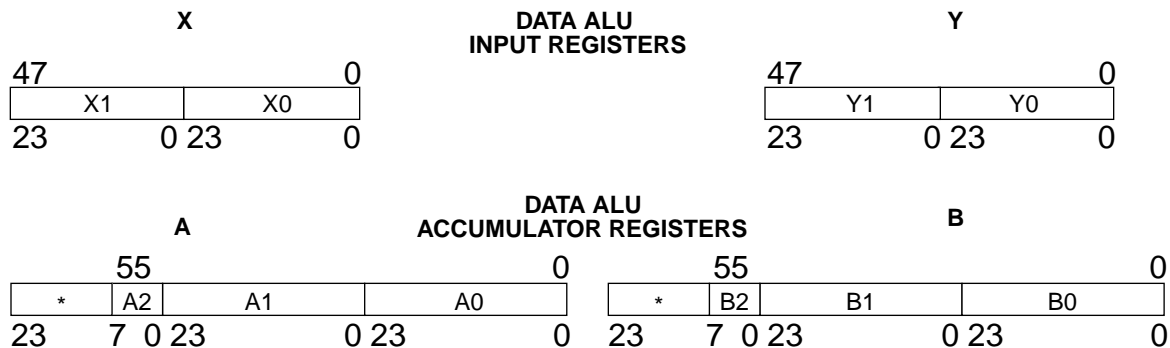 X DATA ALU Y
INPUT REGISTERS
47 0 47 0
X1 X0 Y1 Y0
23 0 23 0 23 0 23 0
DATA ALU
A ACCUMULATOR REGISTERS B
55 0 55 0
* A2 A1 A0 * B2 B1 B0
23 7 0 23 0 23 0 23 7 0 23 0 23 0